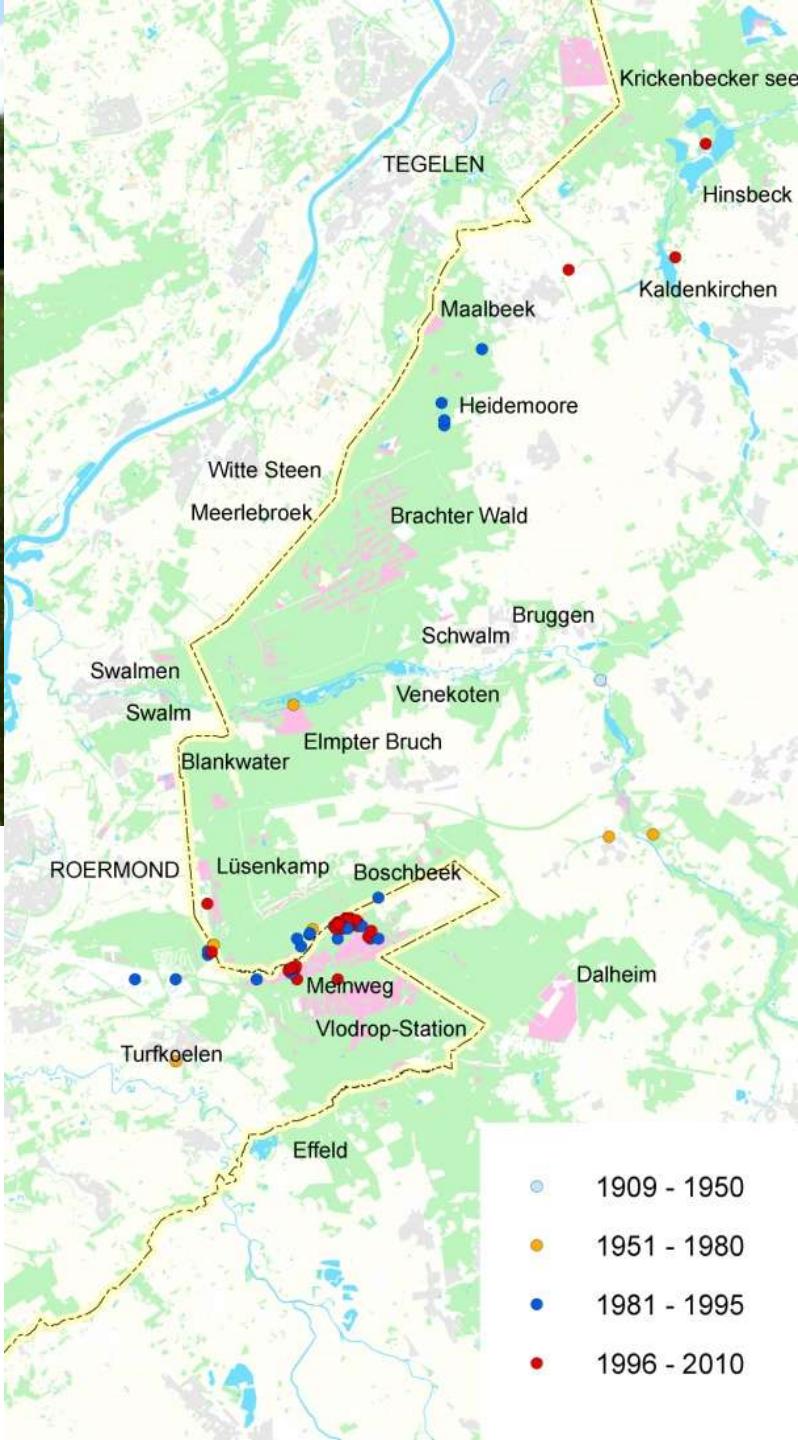 Krickenbecker see
TEGELEN
Hinsbeck
Kaldenkirchen
Maalbeek
Heidemoore
Witte Steen
Meerlebroek
Brachter Wald
Bruggen
Schwalm
Swalmen
Venekoten
Swalm
Elmpter Bruch
Blankwater
ROERMOND
Lüsenkamp
Boschbeek
Dalheim
Meinweg
Vlodrop-Station
Turfkoelen
Effeld
1909 - 1950
1951 - 1980
1981 - 1995
1996 - 2010